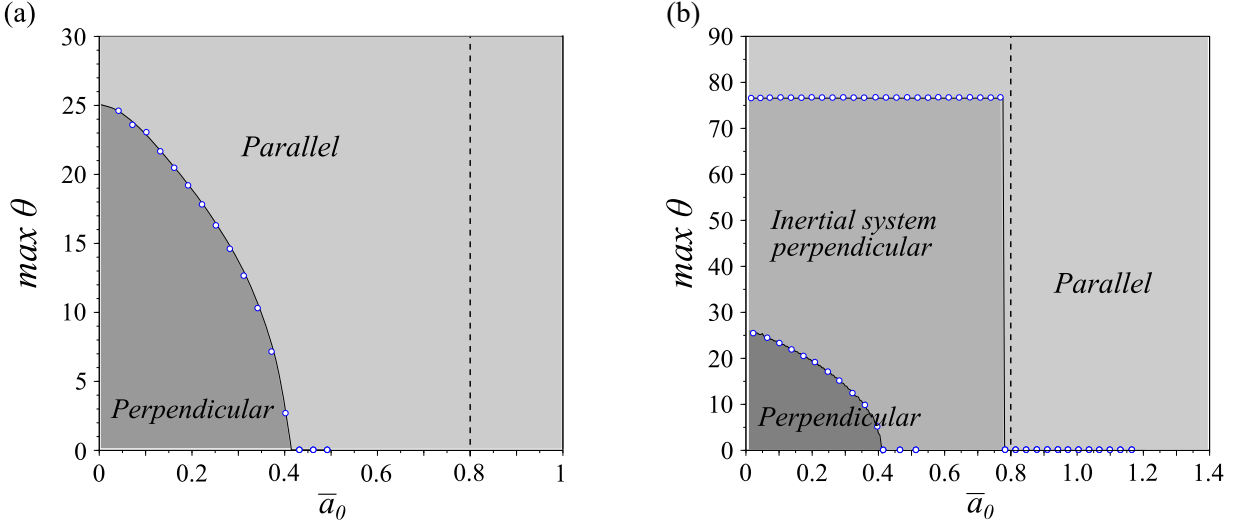 (a)
30
25
20
15
10
5
0
max θ
Parallel
Perpendicular
0 0.2 0.4 0.6 0.8 1
a̅₀
(b)
90
80
70
60
50
40
30
20
10
0
max θ
Inertial system
perpendicular
Parallel
Perpendicular
0 0.2 0.4 0.6 0.8 1.0 1.2 1.4
a̅₀